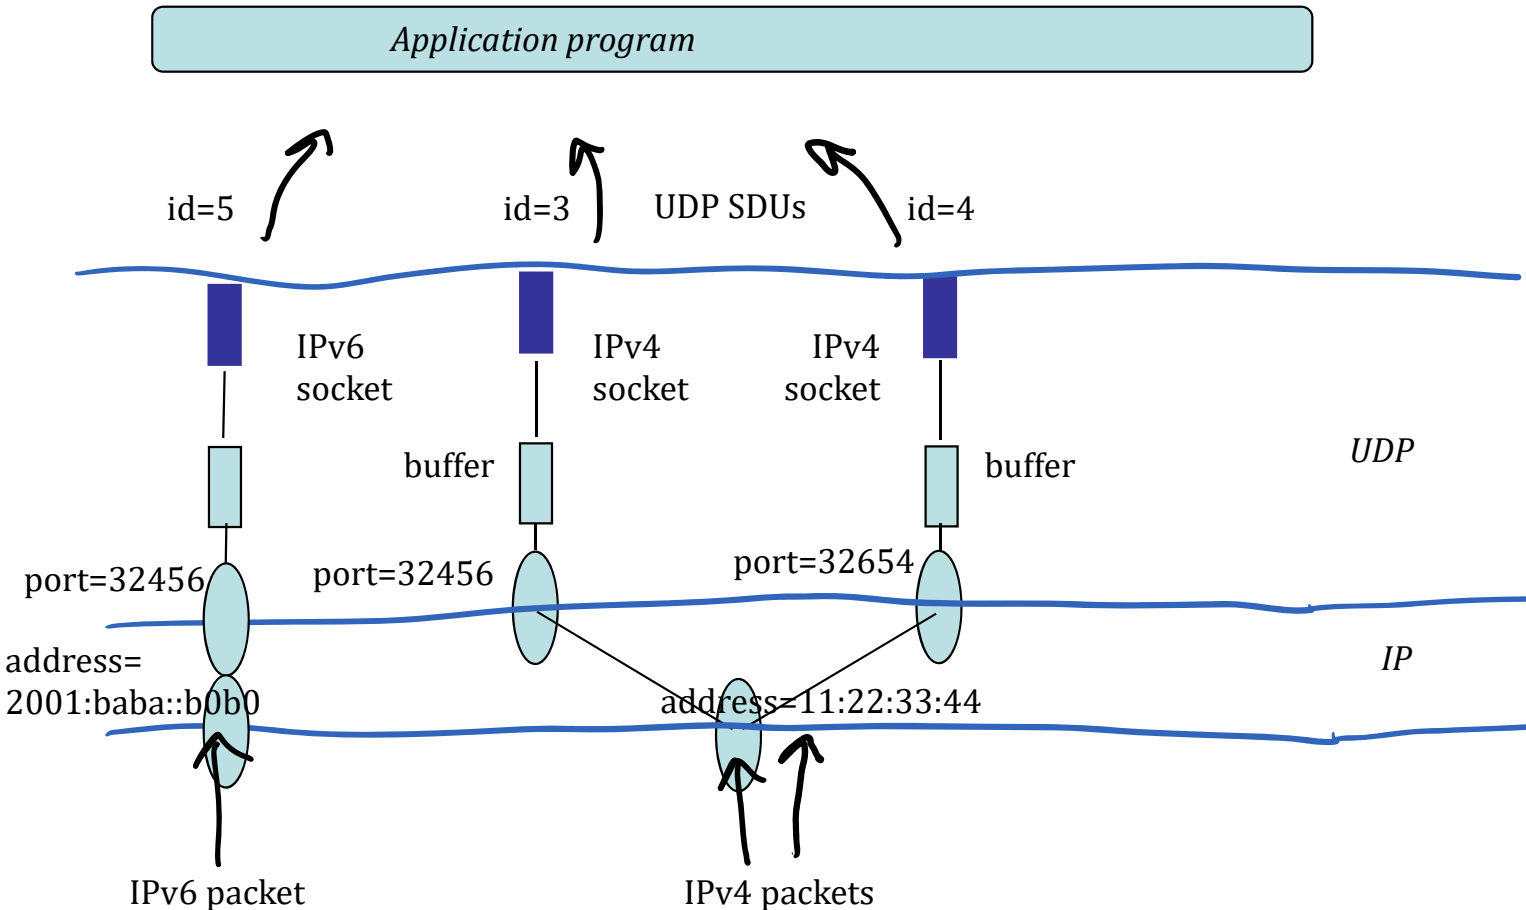 Application program
id=5
id=3
UDP SDUs
id=4
IPv6
socket
IPv4
socket
IPv4
socket
buffer
buffer
UDP
port=32456
port=32456
port=32654
address=
2001:baba::b0b0
address=11:22:33:44
IP
IPv6 packet
IPv4 packets